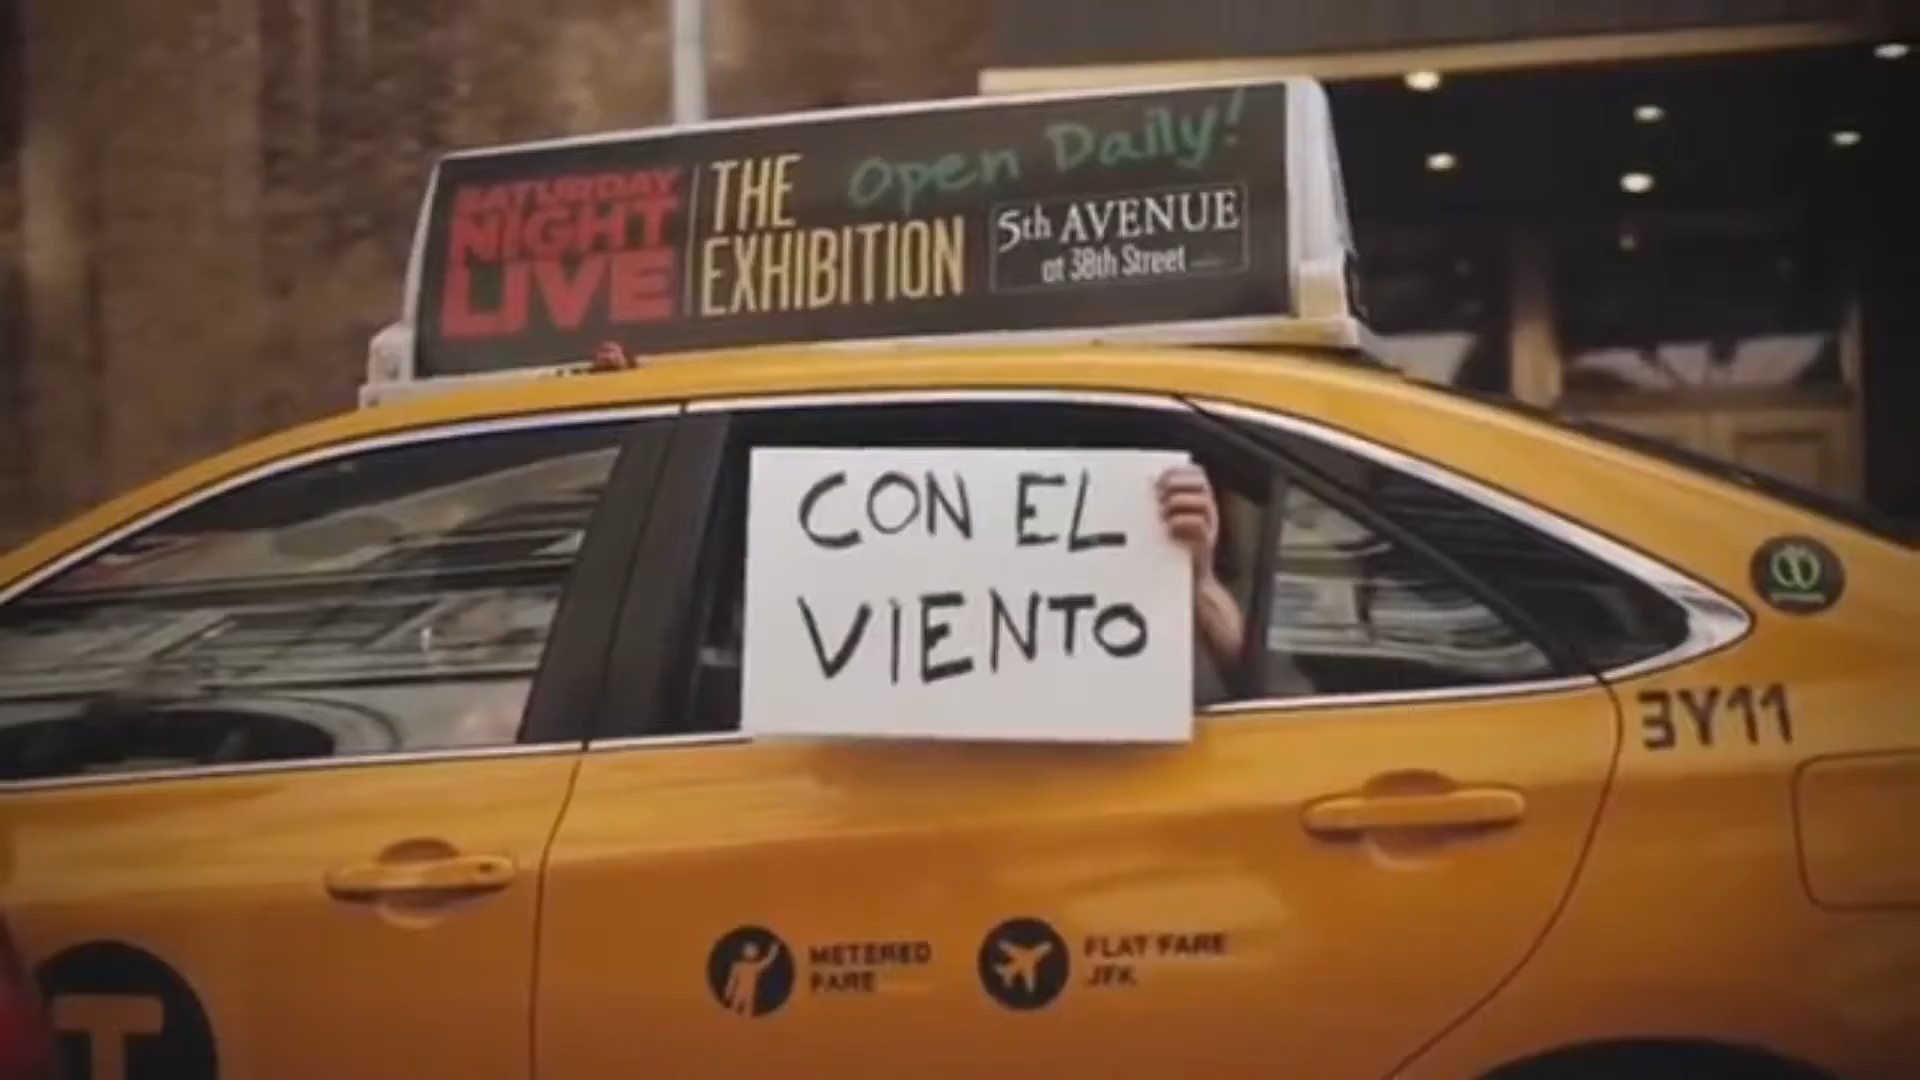 SATURDAY
NIGHT
LIVE
THE
EXHIBITION
Open Daily!
5th AVENUE
at 38th Street
CON EL
VIENTO
3Y11
METERED
FARE
FLAT FARE
JFK
T